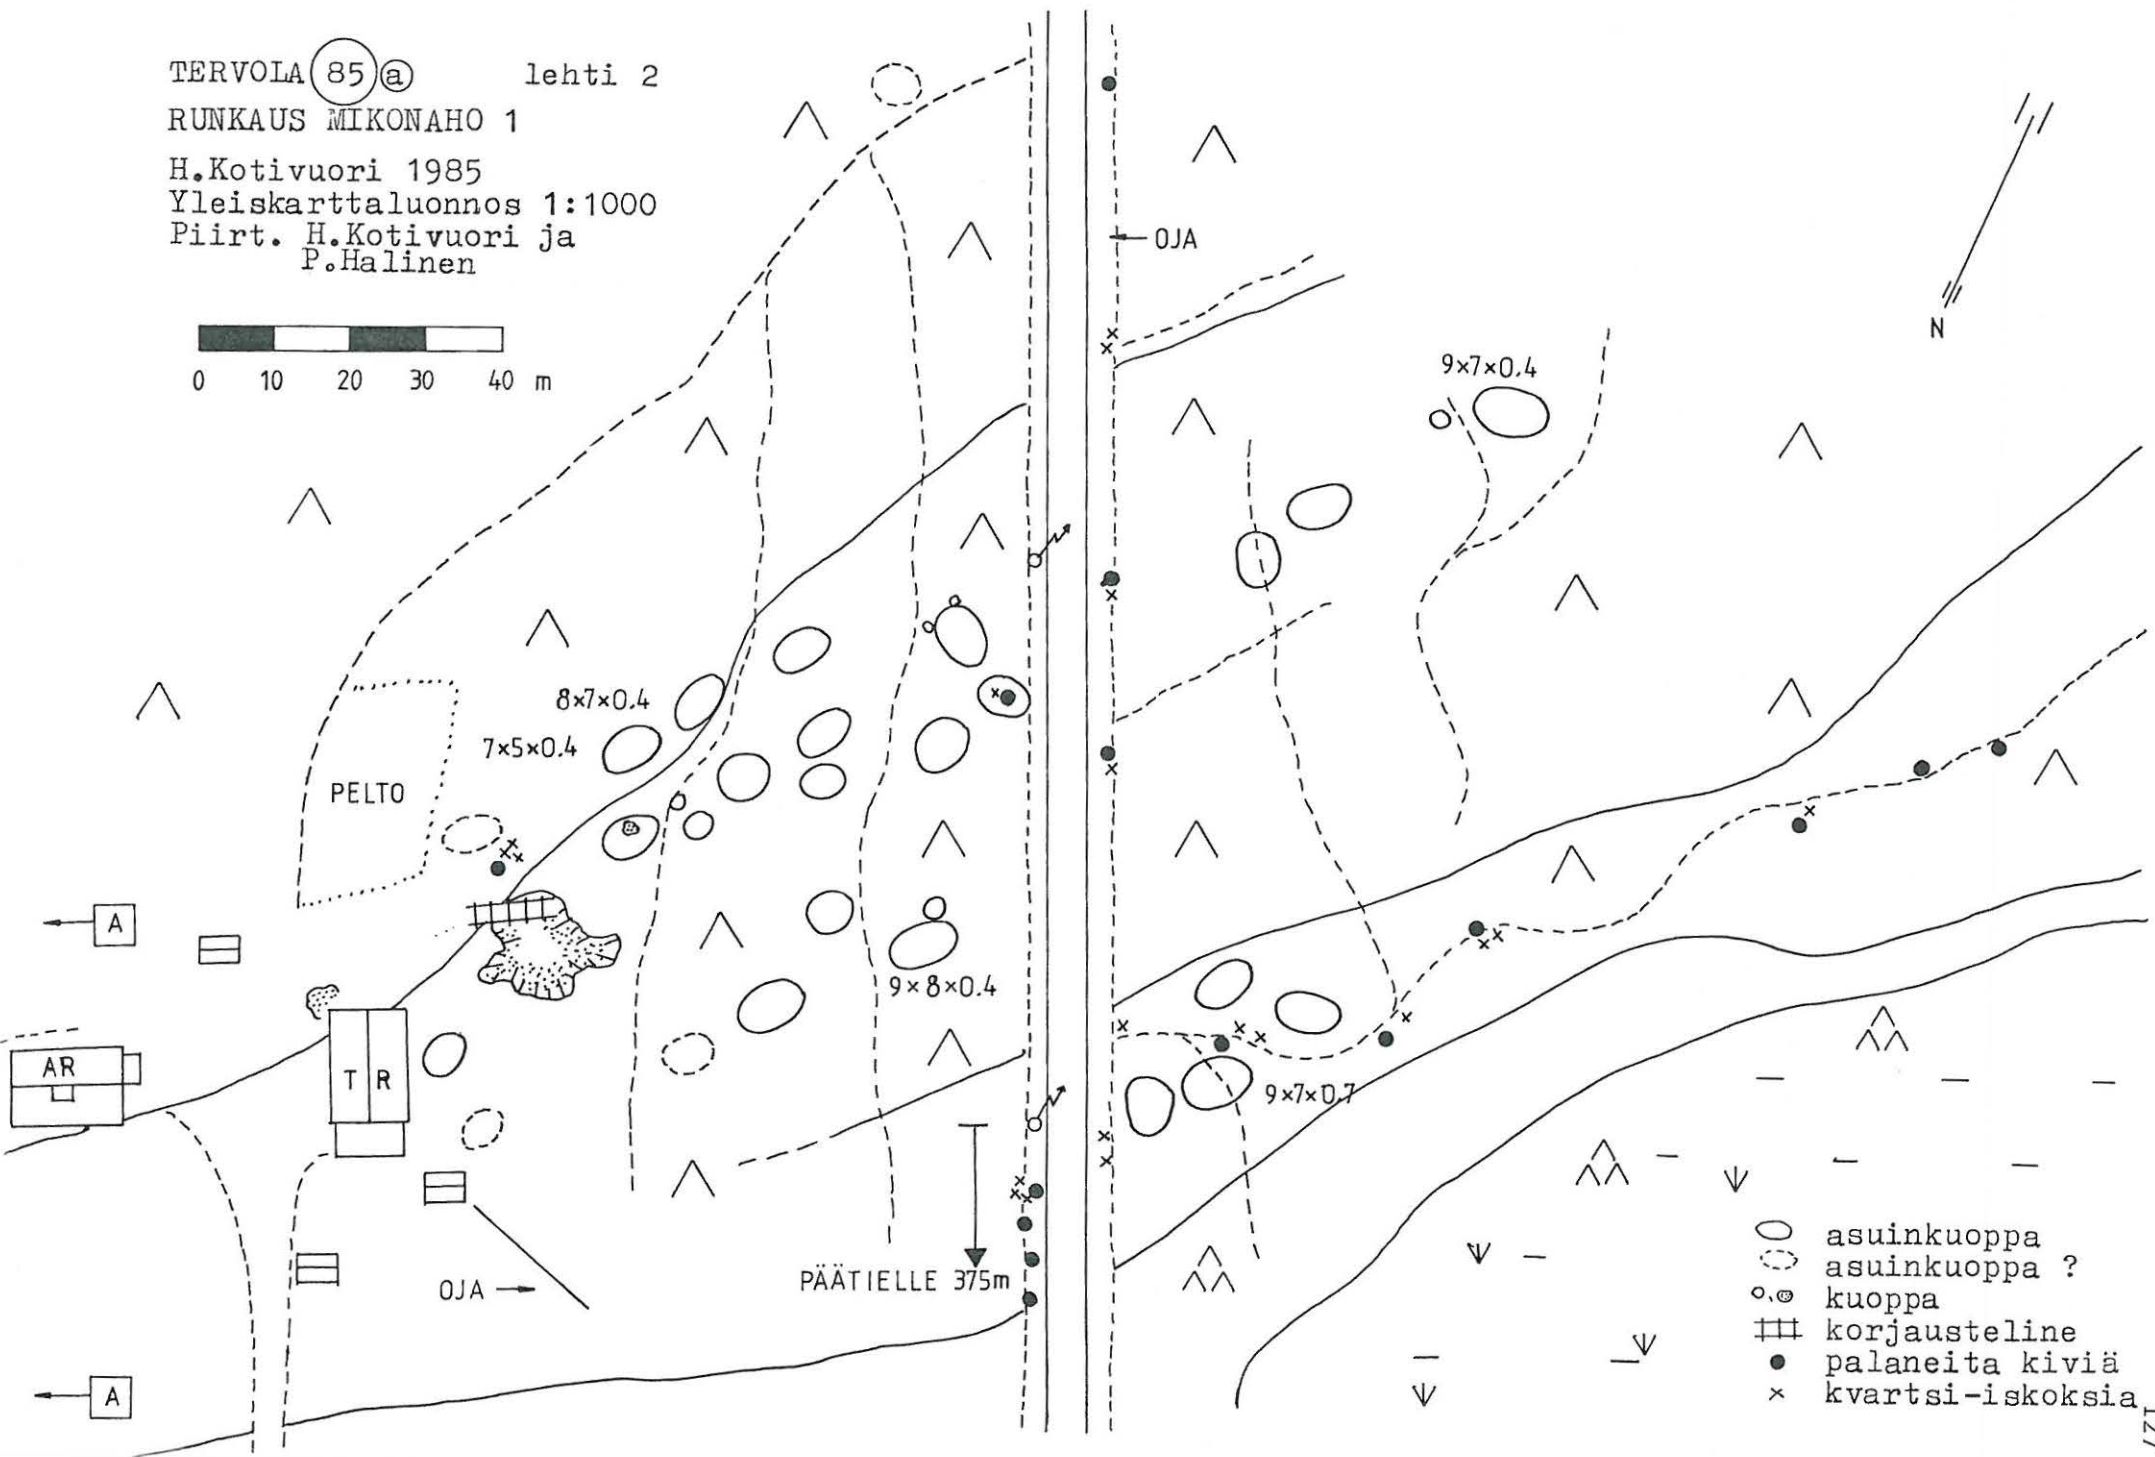 TERVOLA 85 a lehti 2
RUNKAUS MIKONAHO 1
H.Kotivuori 1985
Yleiskarttaluonnos 1:1000
Piirt. H.Kotivuori ja
P.Halinen
0 10 20 30 40 m
OJA
N
9×7×0.4
8×7×0.4
7×5×0.4
PELTO
A
9×8×0.4
AR
T R
9×7×0.7
OJA
PÄÄTIELLE 375m
A
asuinkuoppa
asuinkuoppa ?
kuoppa
korjausteline
palaneita kiviä
kvartsi-iskoksia
127